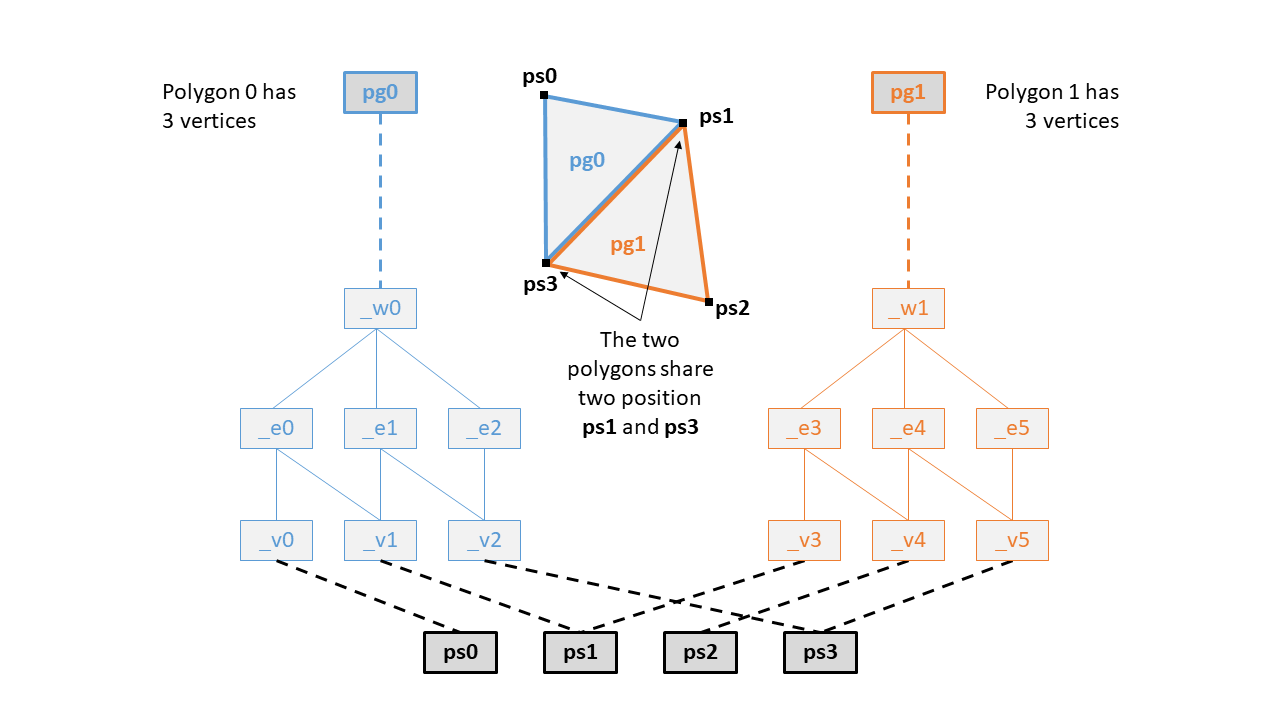 ps0
Polygon 0 has
3 vertices
pg0
ps1
pg1
Polygon 1 has
3 vertices
pg0
pg1
ps3
ps2
_w0
_w1
The two
polygons share
two position
ps1 and ps3
_e0
_e1
_e2
_e3
_e4
_e5
_v0
_v1
_v2
_v3
_v4
_v5
ps0
ps1
ps2
ps3